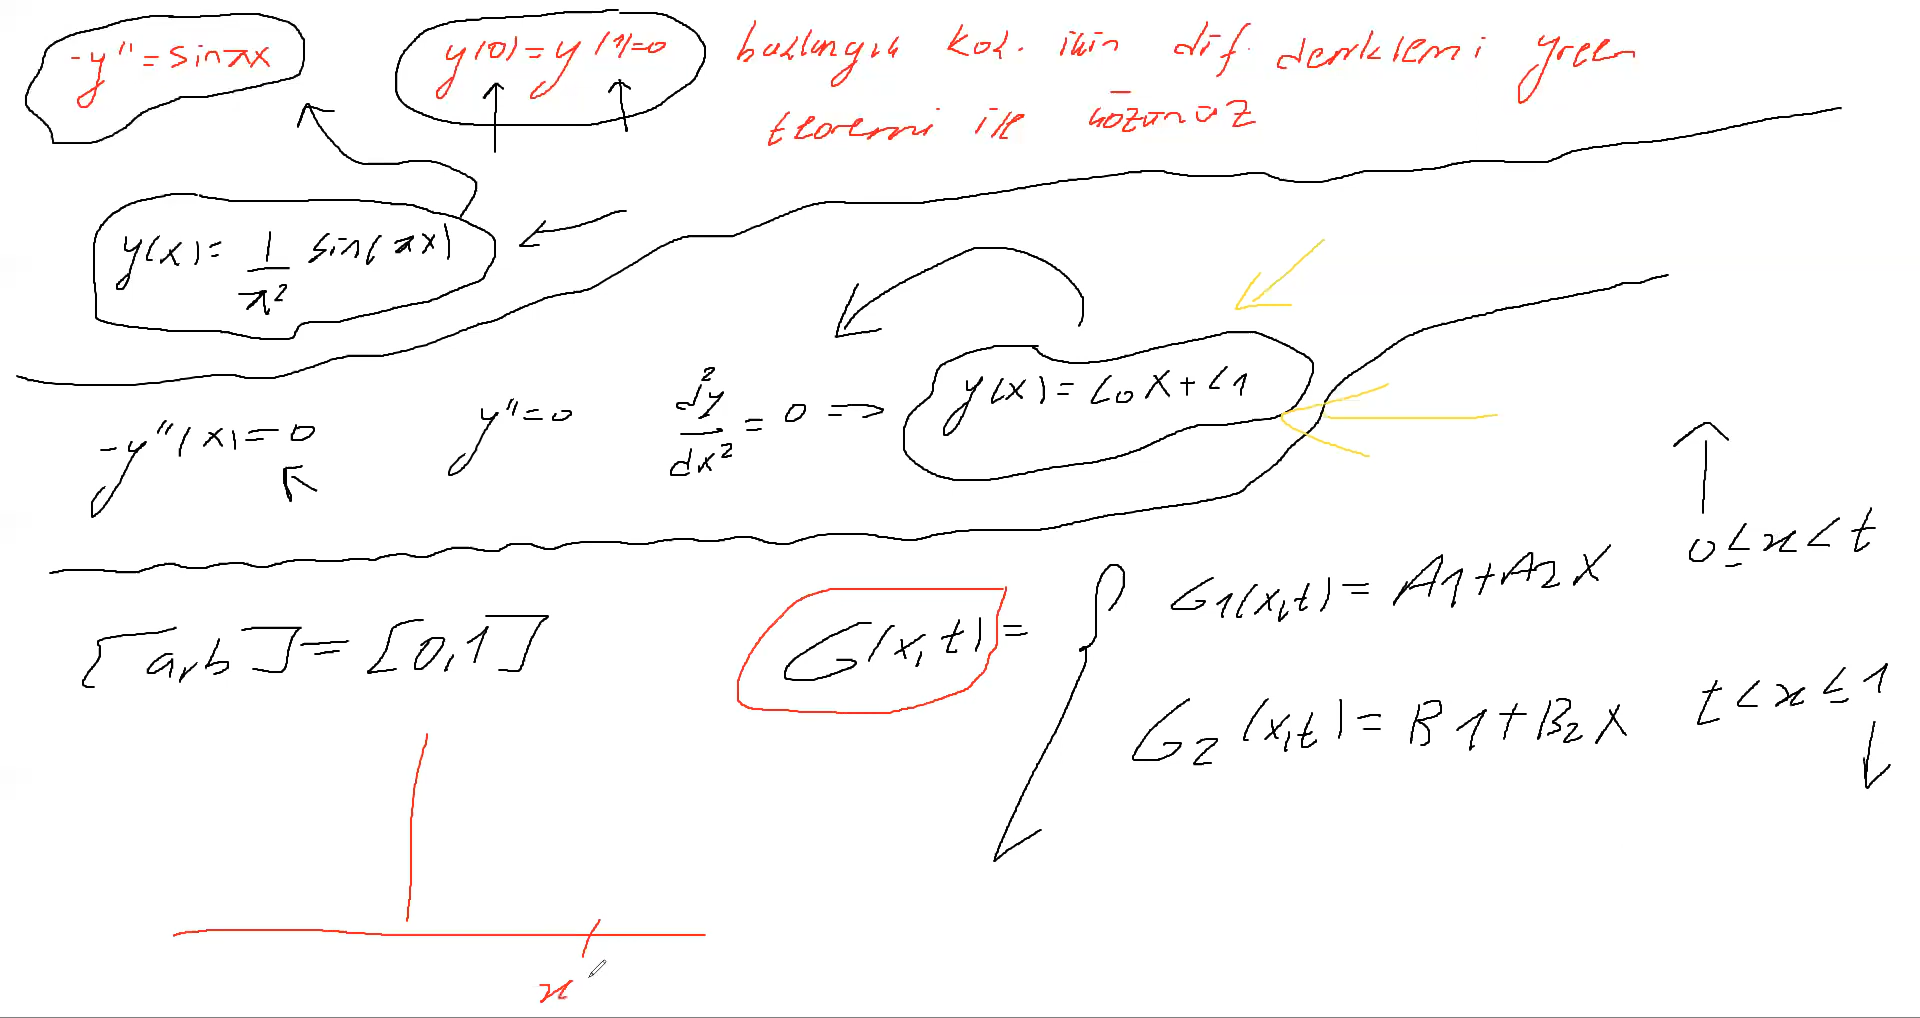 -y'' = sinπx y(0) = y(1) = 0 başlangıç koş. için dif. denklemi green
teoremi ile çözünüz
y(x) = 1/π² sin(πx)
-y''(x) = 0 y'' = 0 d²y/dx² = 0 => y(x) = c₀x + c₁
[a,b] = [0,1] G(x,t) = { G₁(x,t) = A₁ + A₂x 0 ≤ x < t
G₂(x,t) = B₁ + B₂x t < x ≤ 1
x